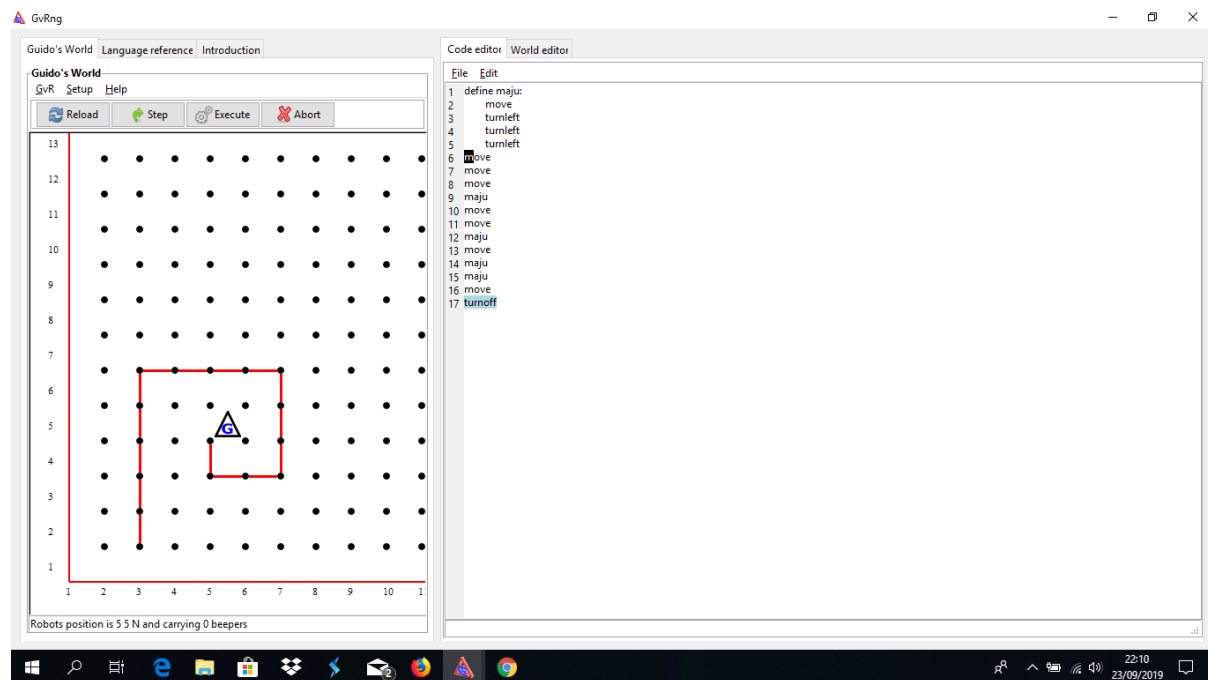 GvRng
Guido's World Language reference Introduction
Guido's World
GvR Setup Help
Reload Step Execute Abort
13
12
11
10
9
8
7
6
5
4
3
2
1
1 2 3 4 5 6 7 8 9 10 1
G
Robots position is 5 5 N and carrying 0 beepers
Code editor World editor
File Edit
1 define maju:
2 move
3 turnleft
4 turnleft
5 turnleft
6 move
7 move
8 move
9 maju
10 move
11 move
12 maju
13 move
14 maju
15 maju
16 move
17 turnoff
2
22:10
23/09/2019